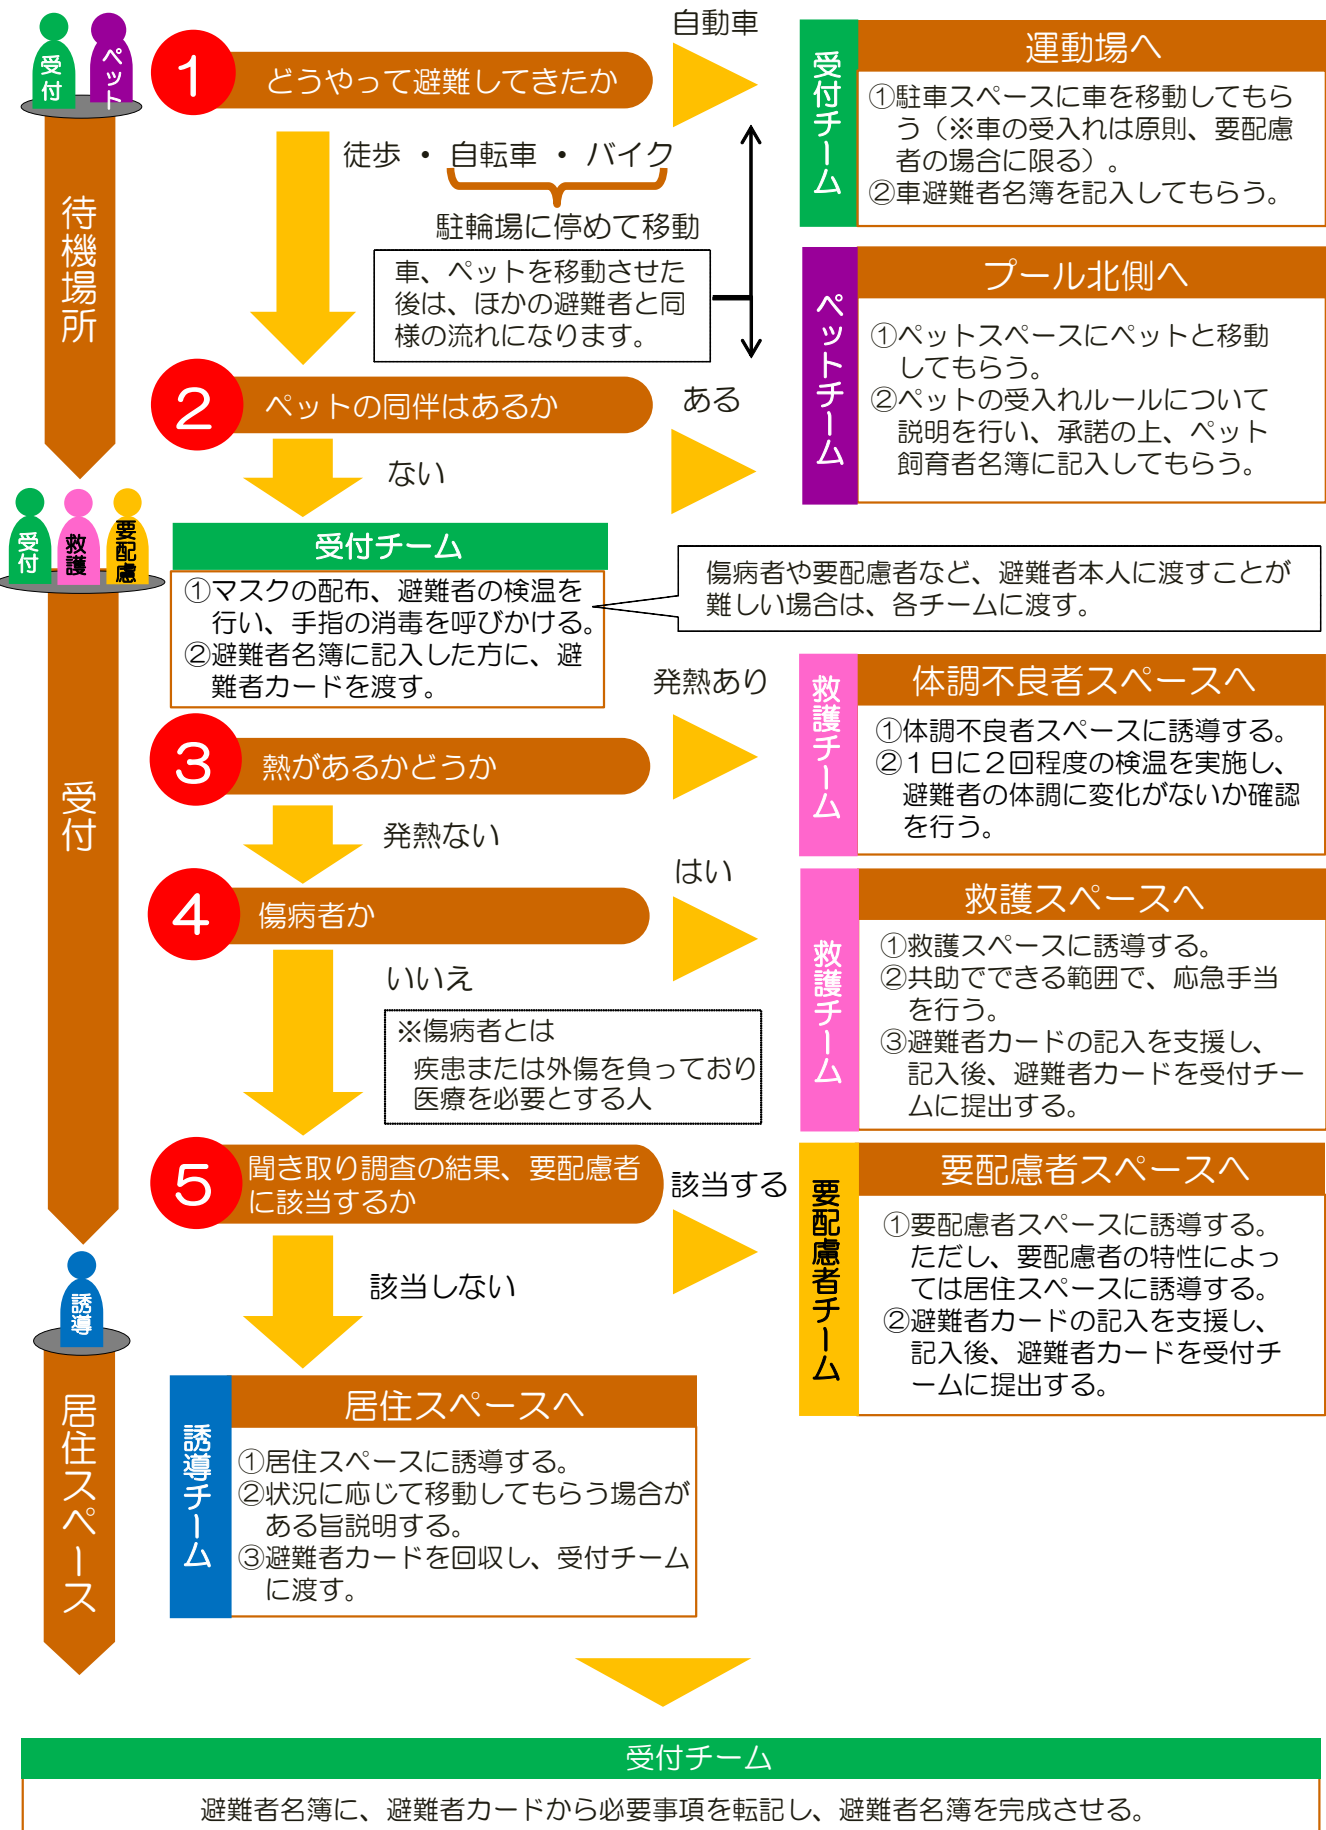 受付
ペット
1
どうやって避難してきたか
自動車
受付チーム
運動場へ
①駐車スペースに車を移動してもら
う（※車の受入れは原則、要配慮
者の場合に限る）。
②車避難者名簿を記入してもらう。
徒歩 ・ 自転車 ・ バイク
駐輪場に停めて移動
車、ペットを移動させた
後は、ほかの避難者と同
様の流れになります。
待機場所
2
ペットの同伴はあるか
ある
ない
ペットチーム
プール北側へ
①ペットスペースにペットと移動
してもらう。
②ペットの受入れルールについて
説明を行い、承諾の上、ペット
飼育者名簿に記入してもらう。
受付
救護
要配慮
受付チーム
①マスクの配布、避難者の検温を
行い、手指の消毒を呼びかける。
②避難者名簿に記入した方に、避
難者カードを渡す。
傷病者や要配慮者など、避難者本人に渡すことが
難しい場合は、各チームに渡す。
受付
3
熱があるかどうか
発熱あり
発熱ない
救護チーム
体調不良者スペースへ
①体調不良者スペースに誘導する。
②１日に２回程度の検温を実施し、
避難者の体調に変化がないか確認
を行う。
4
傷病者か
はい
いいえ
※傷病者とは
疾患または外傷を負っており
医療を必要とする人
救護チーム
救護スペースへ
①救護スペースに誘導する。
②共助でできる範囲で、応急手当
を行う。
③避難者カードの記入を支援し、
記入後、避難者カードを受付チー
ムに提出する。
5
聞き取り調査の結果、要配慮者
に該当するか
該当する
該当しない
要配慮者チーム
要配慮者スペースへ
①要配慮者スペースに誘導する。
ただし、要配慮者の特性によっ
ては居住スペースに誘導する。
②避難者カードの記入を支援し、
記入後、避難者カードを受付チ
ームに提出する。
誘導
居住スペース
誘導チーム
居住スペースへ
①居住スペースに誘導する。
②状況に応じて移動してもらう場合が
ある旨説明する。
③避難者カードを回収し、受付チーム
に渡す。
受付チーム
避難者名簿に、避難者カードから必要事項を転記し、避難者名簿を完成させる。